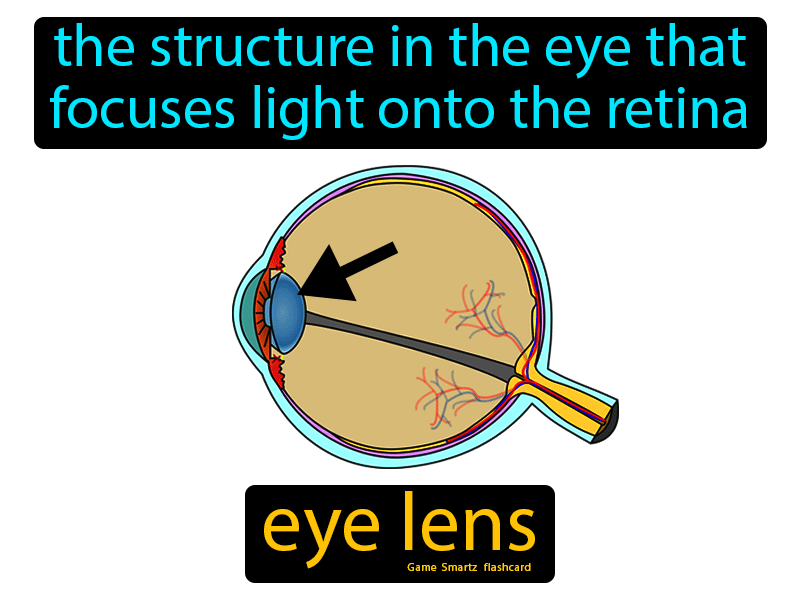 the structure in the eye that
focuses light onto the retina
eye lens
Game Smartz flashcard